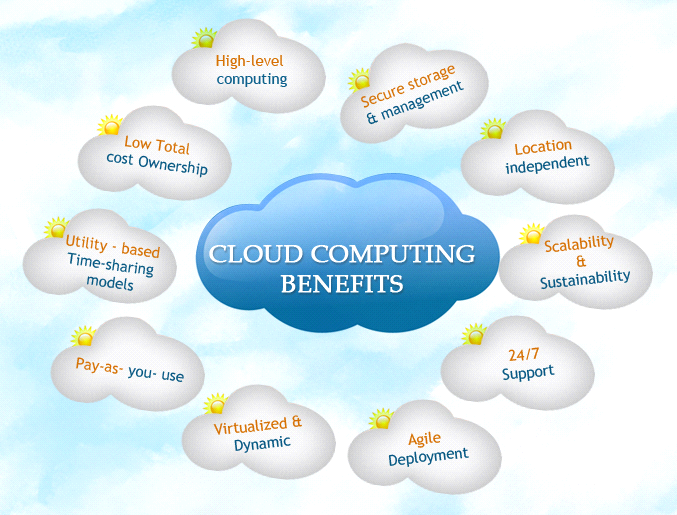 High-level
computing
Secure storage
& management
Low Total
cost Ownership
Location
independent
CLOUD COMPUTING
BENEFITS
Utility - based
Time-sharing
models
Scalability
&
Sustainability
Pay-as- you- use
24/7
Support
Virtualized &
Dynamic
Agile
Deployment